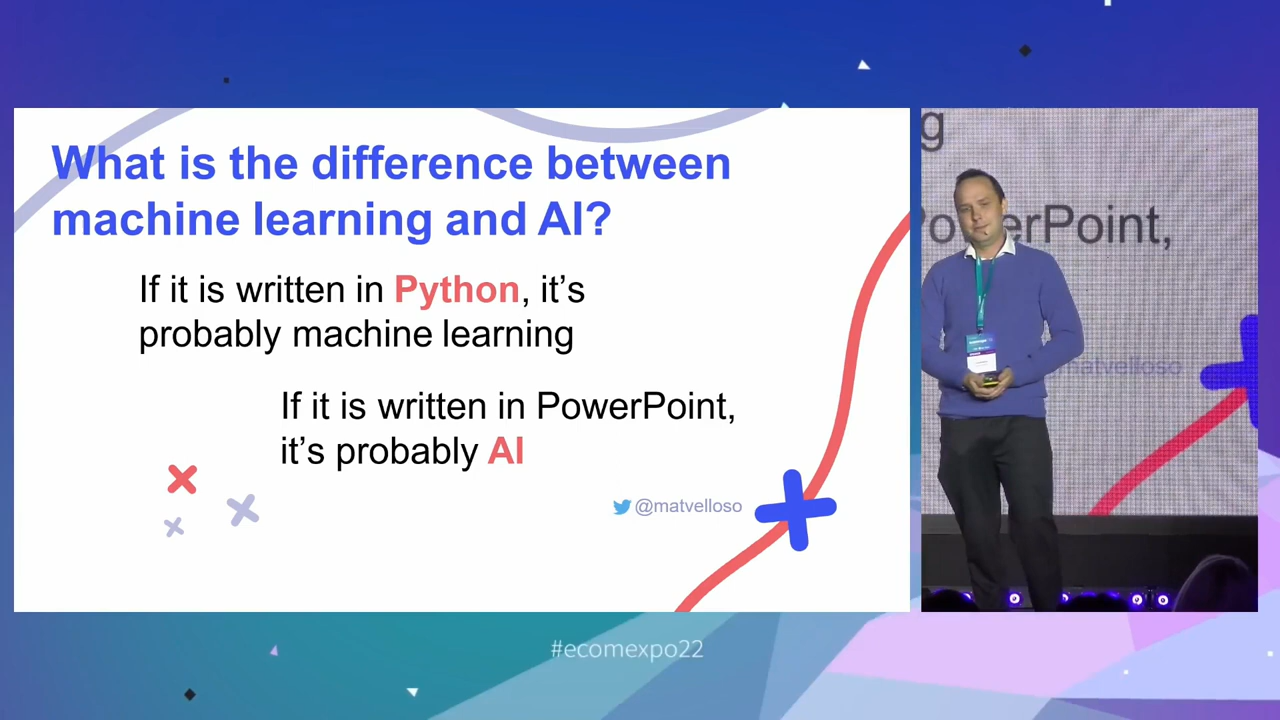 What is the difference between
machine learning and AI?
If it is written in Python, it’s
probably machine learning
If it is written in PowerPoint,
it’s probably AI
@matvelloso
g
PowerPoint,
matvelloso
#ecomexpo22